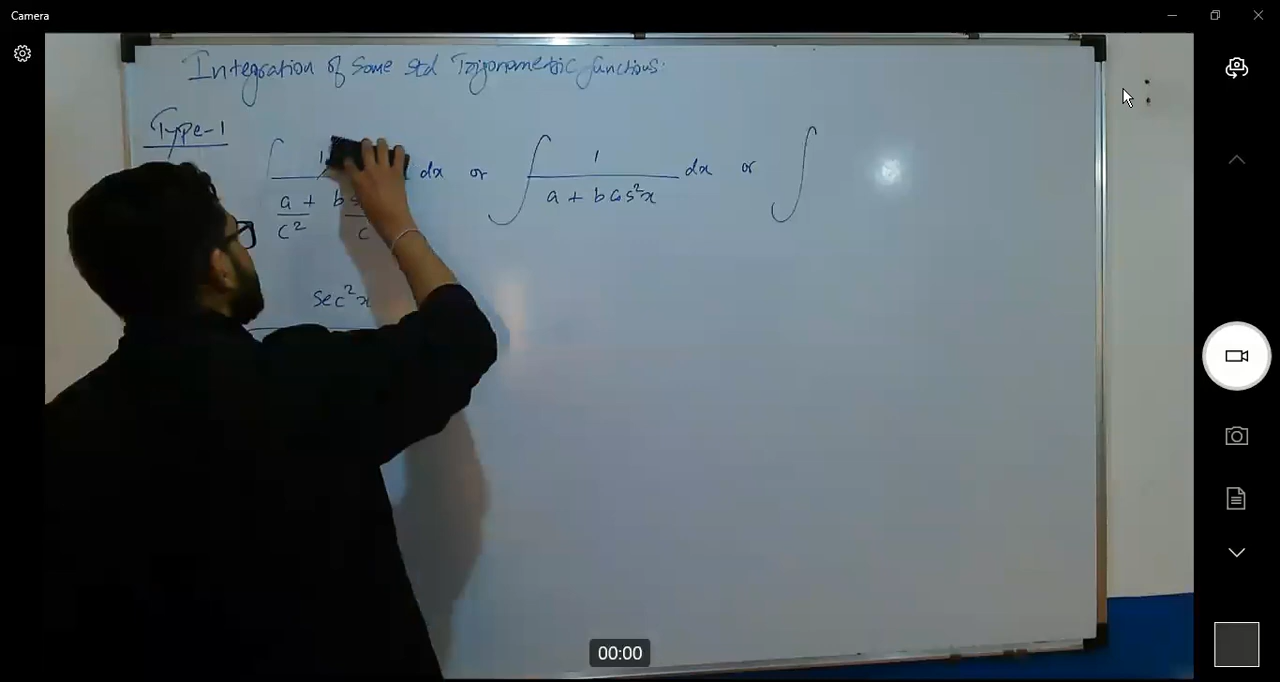 Camera
Integration of Some Std Trigonometric functions:
Type-1
∫ 1 dx or ∫ 1 dx or ∫
a + b a + b Cos²x
c² c
sec²x
00:00